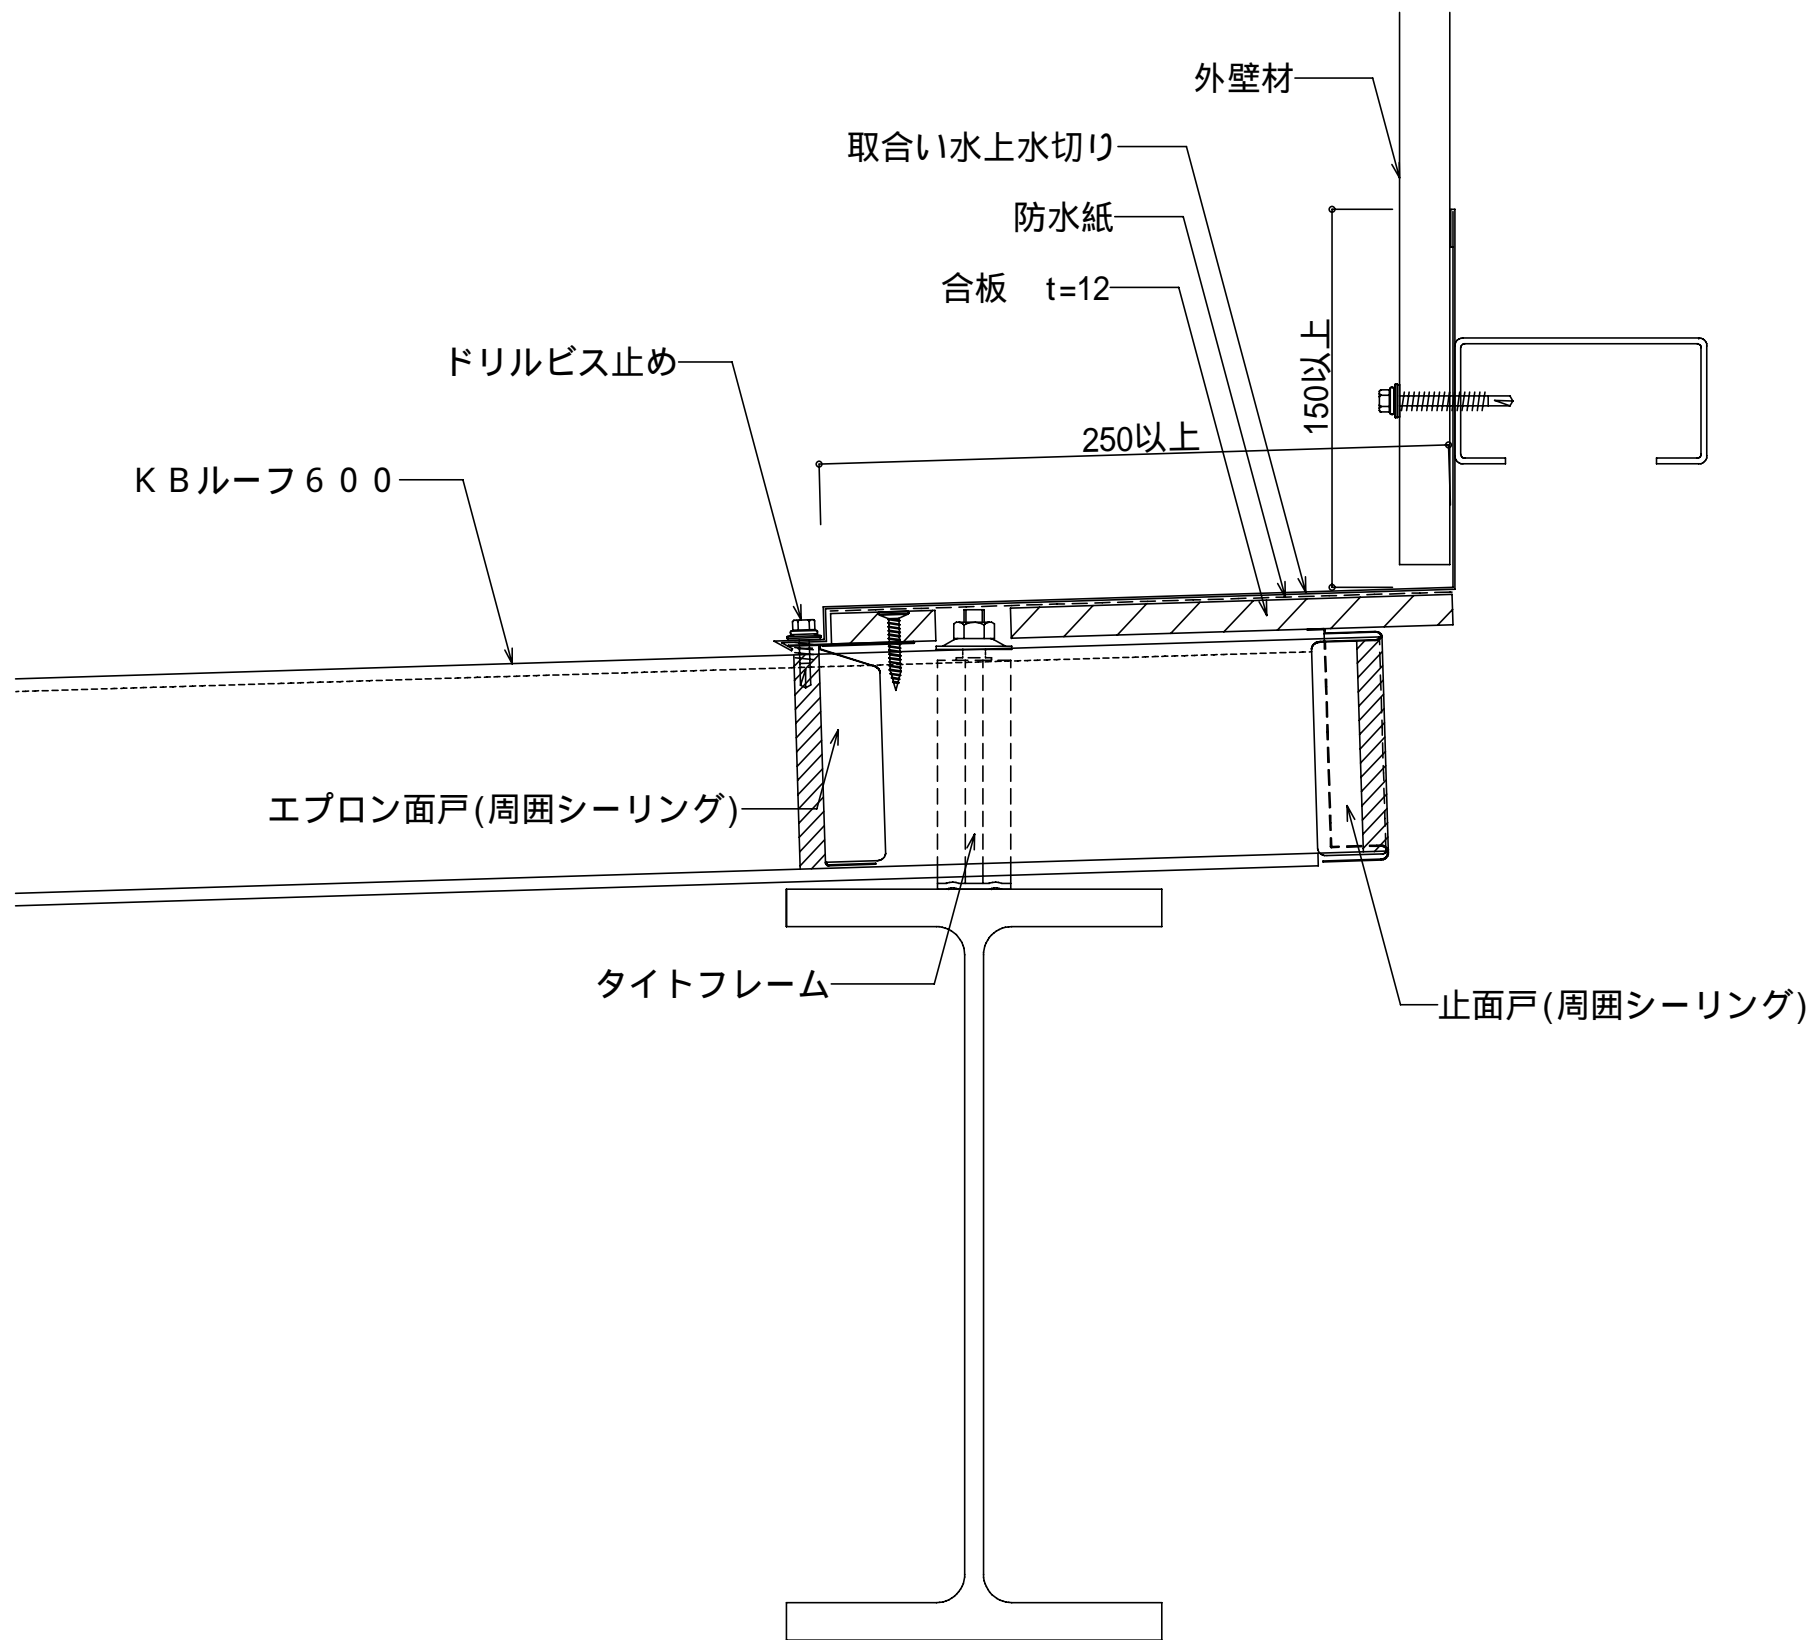 外壁材
取合い水上水切り
防水紙
合板　t=12
ドリルビス止め
150以上
250以上
ＫＢルーフ６００
エプロン面戸(周囲シーリング)
タイトフレーム
止面戸(周囲シーリング)